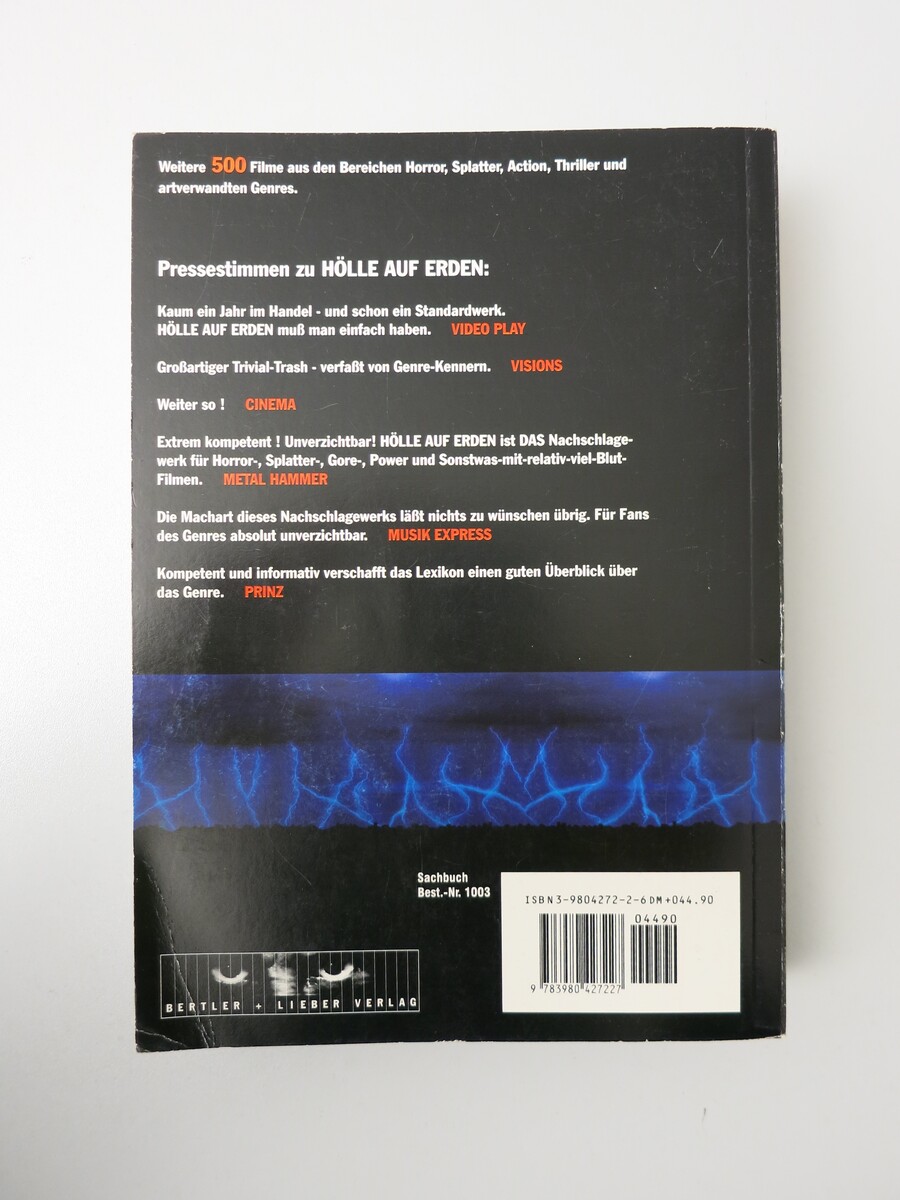 Weitere 500 Filme aus den Bereichen Horror, Splatter, Action, Thriller und
artverwandten Genres.
Pressestimmen zu HÖLLE AUF ERDEN:
Kaum ein Jahr im Handel - und schon ein Standardwerk.
HÖLLE AUF ERDEN muß man einfach haben. VIDEO PLAY
Großartiger Trivial-Trash - verfaßt von Genre-Kennern. VISIONS
Weiter so ! CINEMA
Extrem kompetent ! Unverzichtbar! HÖLLE AUF ERDEN ist DAS Nachschlage-
werk für Horror-, Splatter-, Gore-, Power und Sonstwas-mit-relativ-viel-Blut-
Filmen. METAL HAMMER
Die Machart dieses Nachschlagewerks läßt nichts zu wünschen übrig. Für Fans
des Genres absolut unverzichtbar. MUSIK EXPRESS
Kompetent und informativ verschafft das Lexikon einen guten Überblick über
das Genre. PRINZ
Sachbuch
Best.-Nr. 1003
ISBN 3-9804272-2-6 DM+044.90
04490
9 783980 427227
BERTLER + LIEBER VERLAG